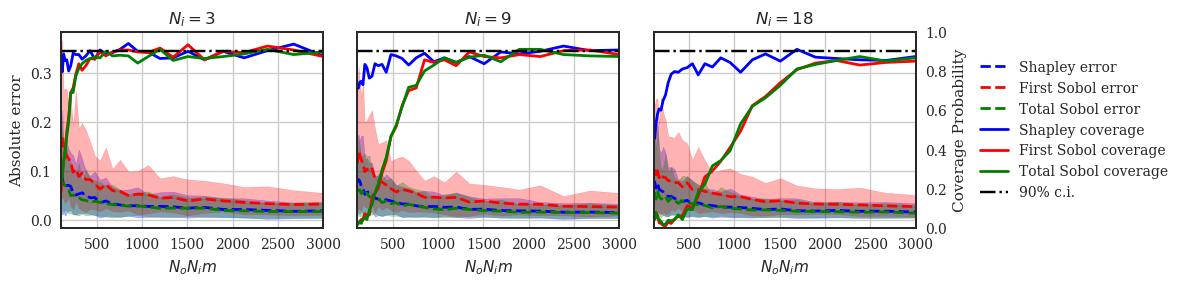 N_i = 3
N_i = 9
N_i = 18
Absolute error
0.3
0.2
0.1
0.0
500 1000 1500 2000 2500 3000
500 1000 1500 2000 2500 3000
500 1000 1500 2000 2500 3000
N_oN_im
N_oN_im
N_oN_im
1.0
0.8
0.6
0.4
0.2
0.0
Coverage Probability
Shapley error
First Sobol error
Total Sobol error
Shapley coverage
First Sobol coverage
Total Sobol coverage
90% c.i.